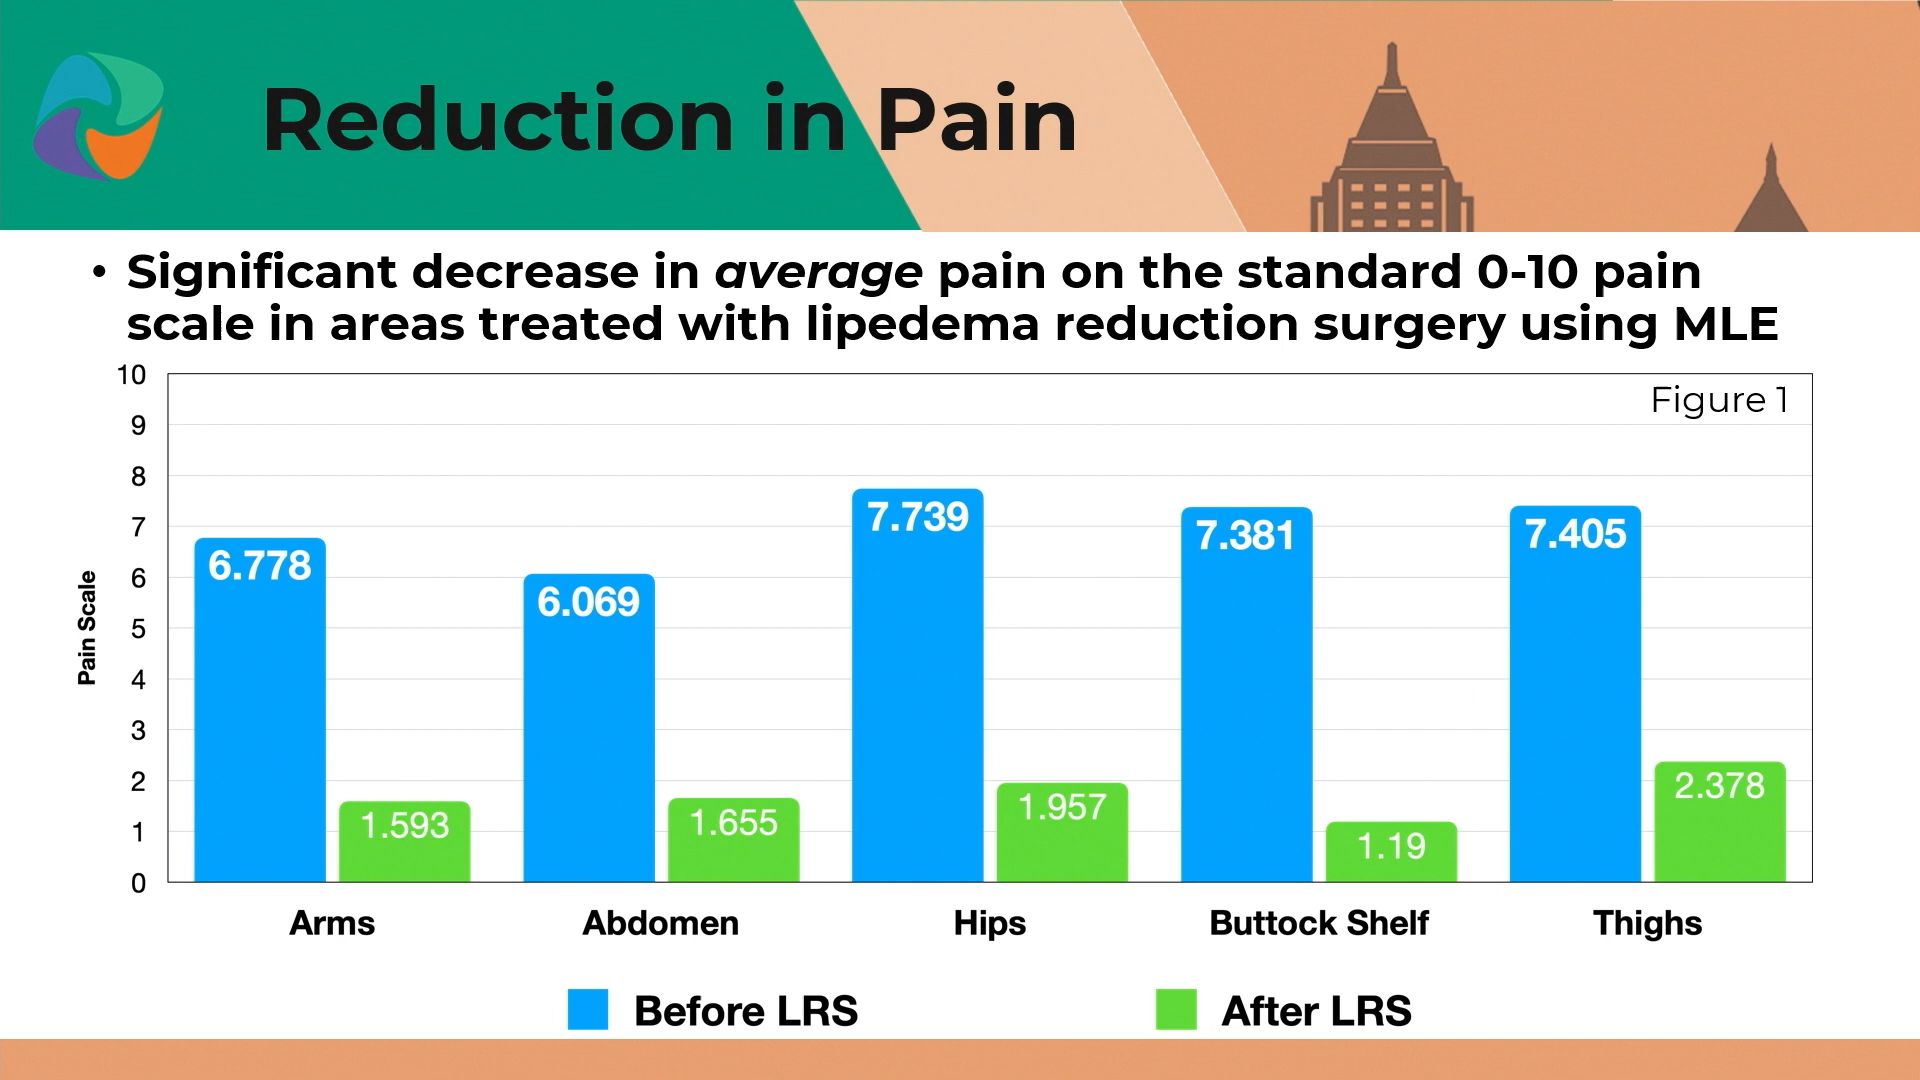 Reduction in Pain
• Significant decrease in average pain on the standard 0-10 pain
scale in areas treated with lipedema reduction surgery using MLE
Figure 1
Pain Scale
10
9
8
7
6
5
4
3
2
1
0
6.778
1.593
6.069
1.655
7.739
1.957
7.381
1.19
7.405
2.378
Arms
Abdomen
Hips
Buttock Shelf
Thighs
Before LRS
After LRS